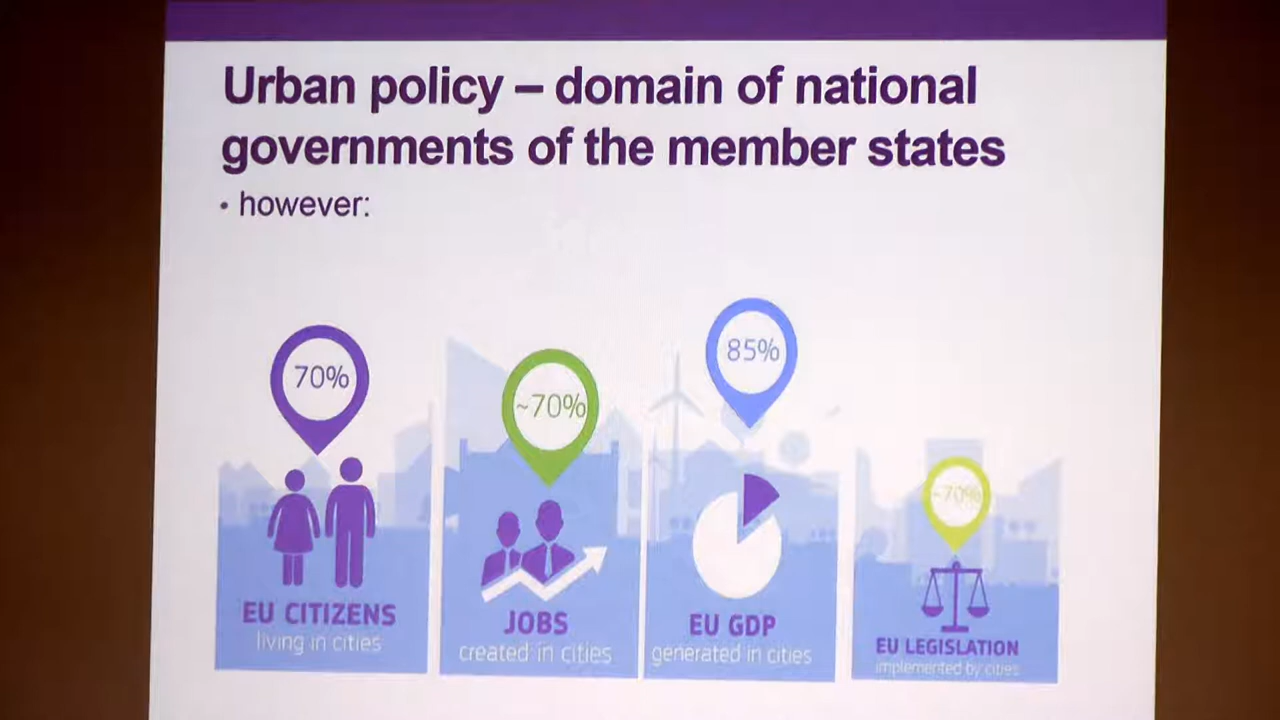 Urban policy – domain of national
governments of the member states
• however:
70%
EU CITIZENS
living in cities
~70%
JOBS
created in cities
85%
EU GDP
generated in cities
~70%
EU LEGISLATION
implemented by cities